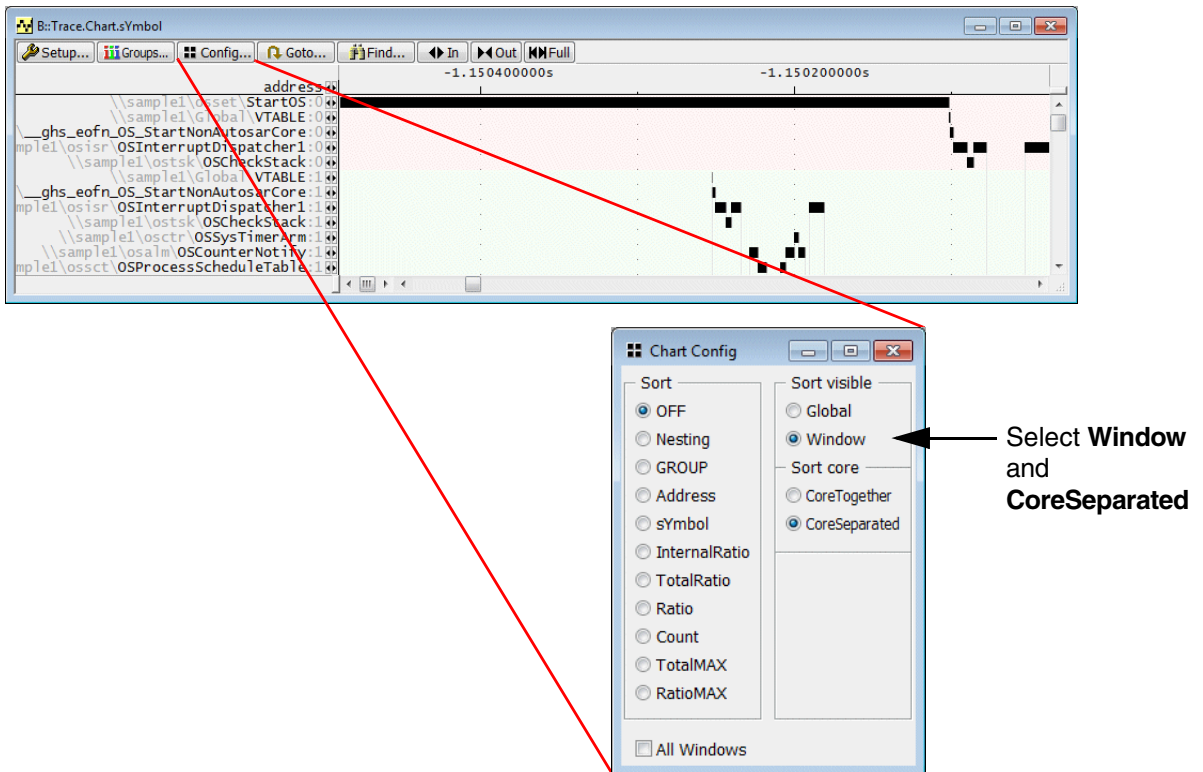 B::Trace.Chart.sYmbol
Setup... Groups... Config... Goto... Find... In Out Full
-1.150400000s -1.150200000s
address
\\sample1\osset\StartOS:0
\\sample1\Global\VTABLE:0
\__ghs_eofn_OS_StartNonAutosarCore:0
mple1\osisr\OSInterruptDispatcher1:0
\\sample1\ostsk\OSCheckStack:0
\\sample1\Global\VTABLE:1
\__ghs_eofn_OS_StartNonAutosarCore:1
mple1\osisr\OSInterruptDispatcher1:1
\\sample1\ostsk\OSCheckStack:1
\\sample1\osctr\OSSysTimerArm:1
\\sample1\osalm\OSCounterNotify:1
mple1\ossct\OSProcessScheduleTable:1
Chart Config
Sort
OFF
Nesting
GROUP
Address
sYmbol
InternalRatio
TotalRatio
Ratio
Count
TotalMAX
RatioMAX
Sort visible
Global
Window
Sort core
CoreTogether
CoreSeparated
All Windows
Select Window
and
CoreSeparated